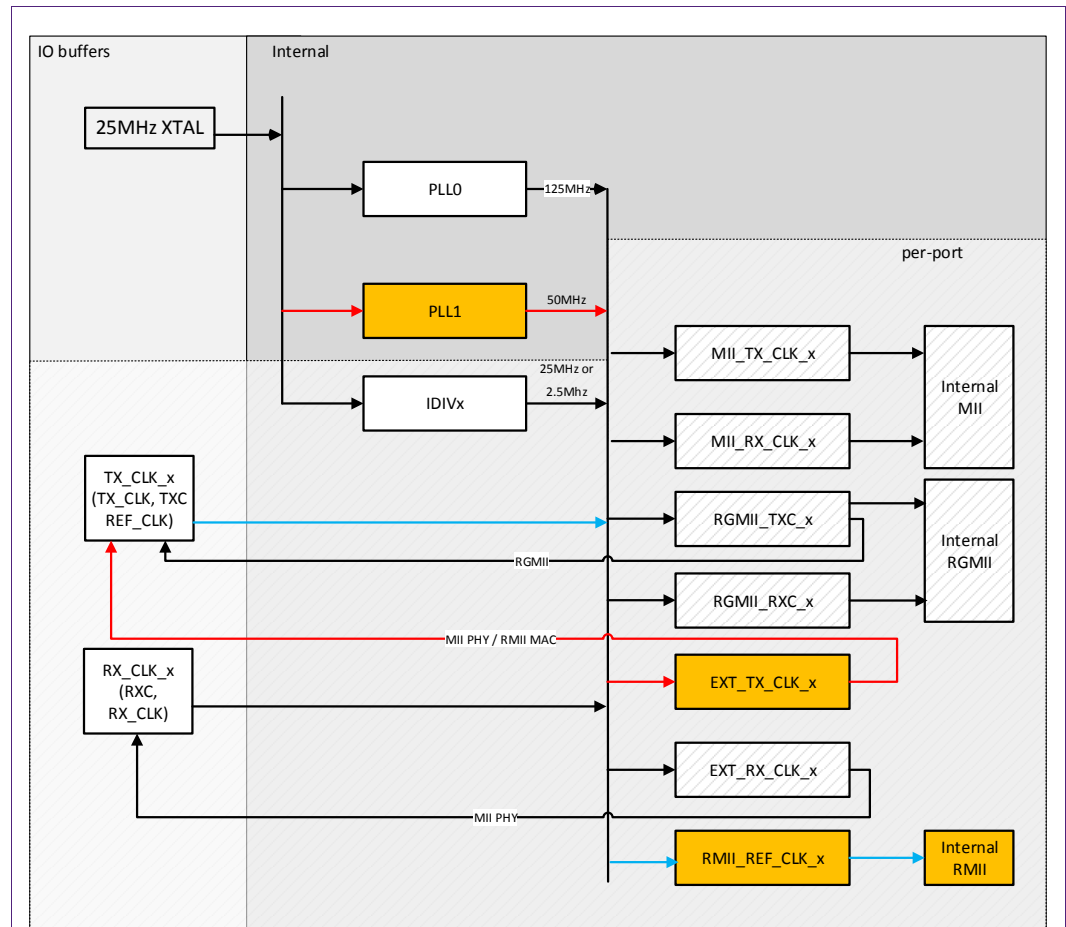 IO buffers
Internal
25MHz XTAL
PLL0
125MHz
per-port
PLL1
50MHz
MII_TX_CLK_x
Internal
MII
25MHz or
2.5Mhz
IDIVx
MII_RX_CLK_x
TX_CLK_x
(TX_CLK, TXC
REF_CLK)
RGMII_TXC_x
Internal
RGMII
RGMII
RGMII_RXC_x
MII PHY / RMII MAC
RX_CLK_x
(RXC,
RX_CLK)
EXT_TX_CLK_x
EXT_RX_CLK_x
MII PHY
RMII_REF_CLK_x
Internal
RMII